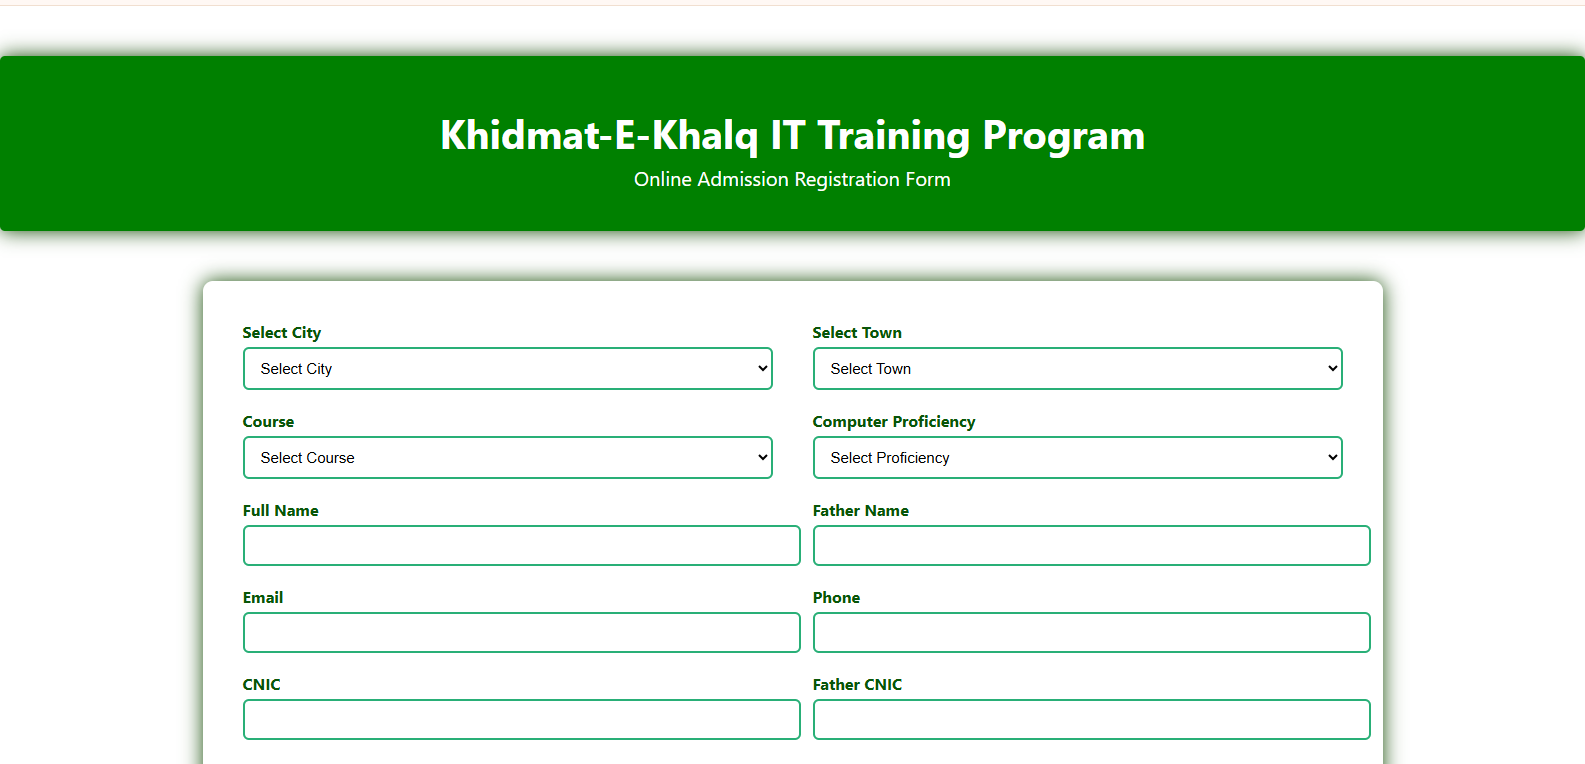 Khidmat-E-Khalq IT Training Program
Online Admission Registration Form
Select City
Select Town
Select City
Select Town
Course
Computer Proficiency
Select Course
Select Proficiency
Full Name
Father Name
Email
Phone
CNIC
Father CNIC